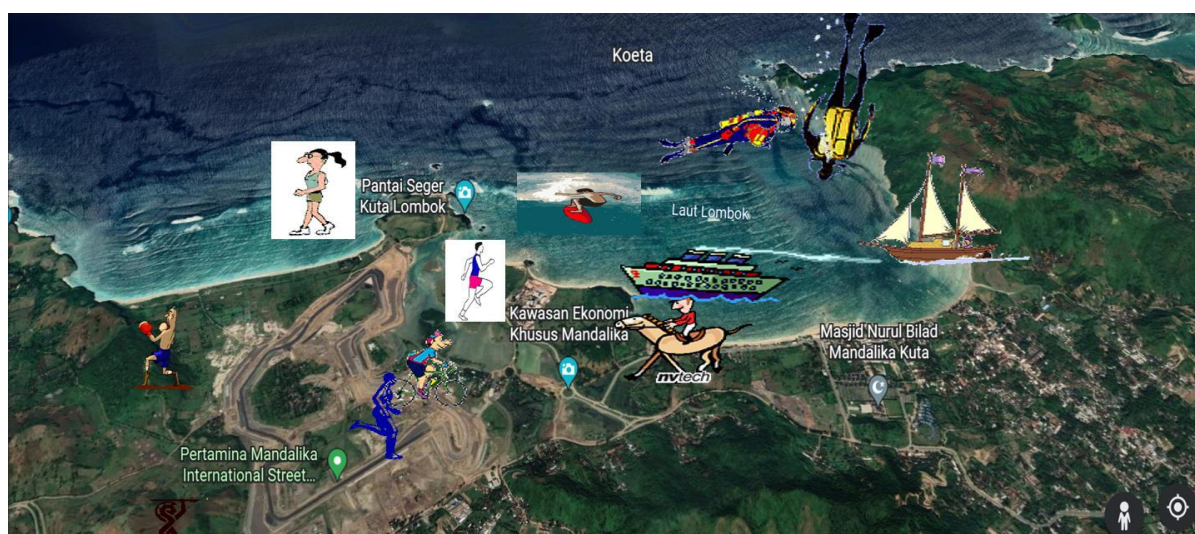 Koeta
Pantai Seger
Kuta Lombok
Laut Lombok
Kawasan Ekonomi
Khusus Mandalika
Masjid Nurul Bilad
Mandalika Kuta
nvtech
Pertamina Mandalika
International Street...